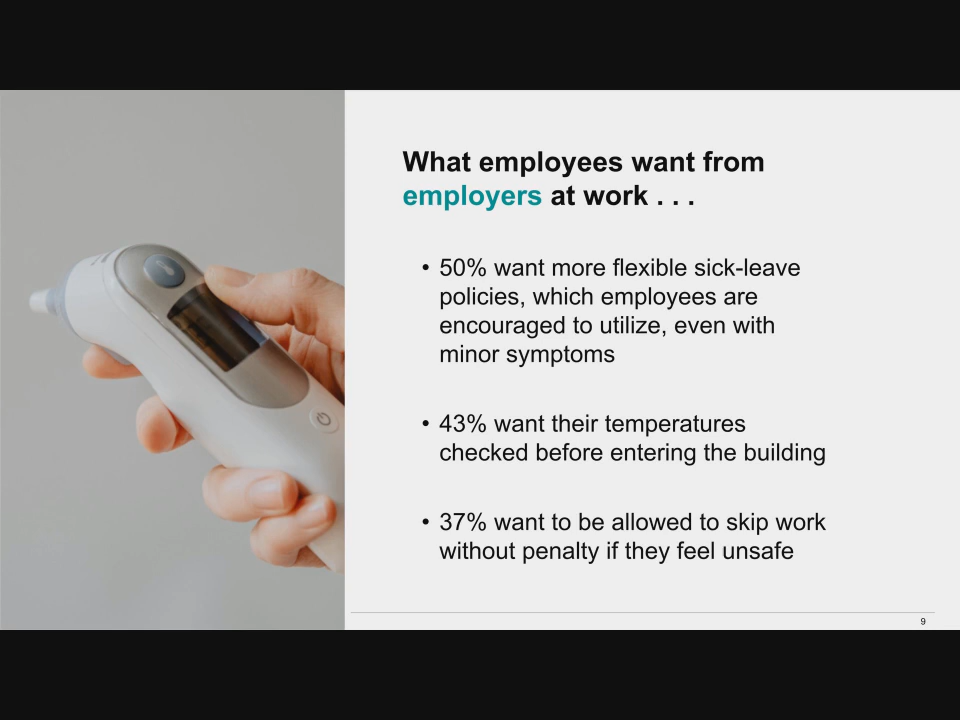 What employees want from
employers at work . . .
• 50% want more flexible sick-leave
policies, which employees are
encouraged to utilize, even with
minor symptoms
• 43% want their temperatures
checked before entering the building
• 37% want to be allowed to skip work
without penalty if they feel unsafe
9